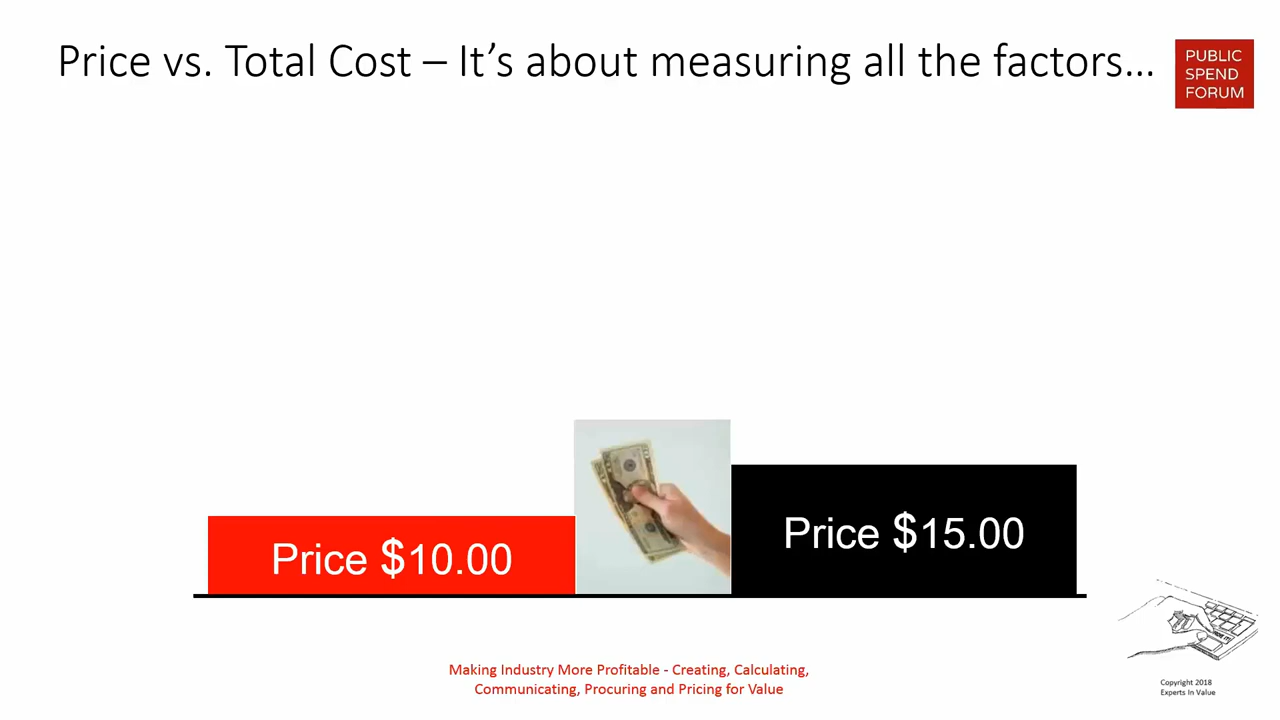 Price vs. Total Cost – It's about measuring all the factors...
PUBLIC
SPEND
FORUM
Price $10.00
Price $15.00
Making Industry More Profitable - Creating, Calculating,
Communicating, Procuring and Pricing for Value
Copyright 2018
Experts In Value